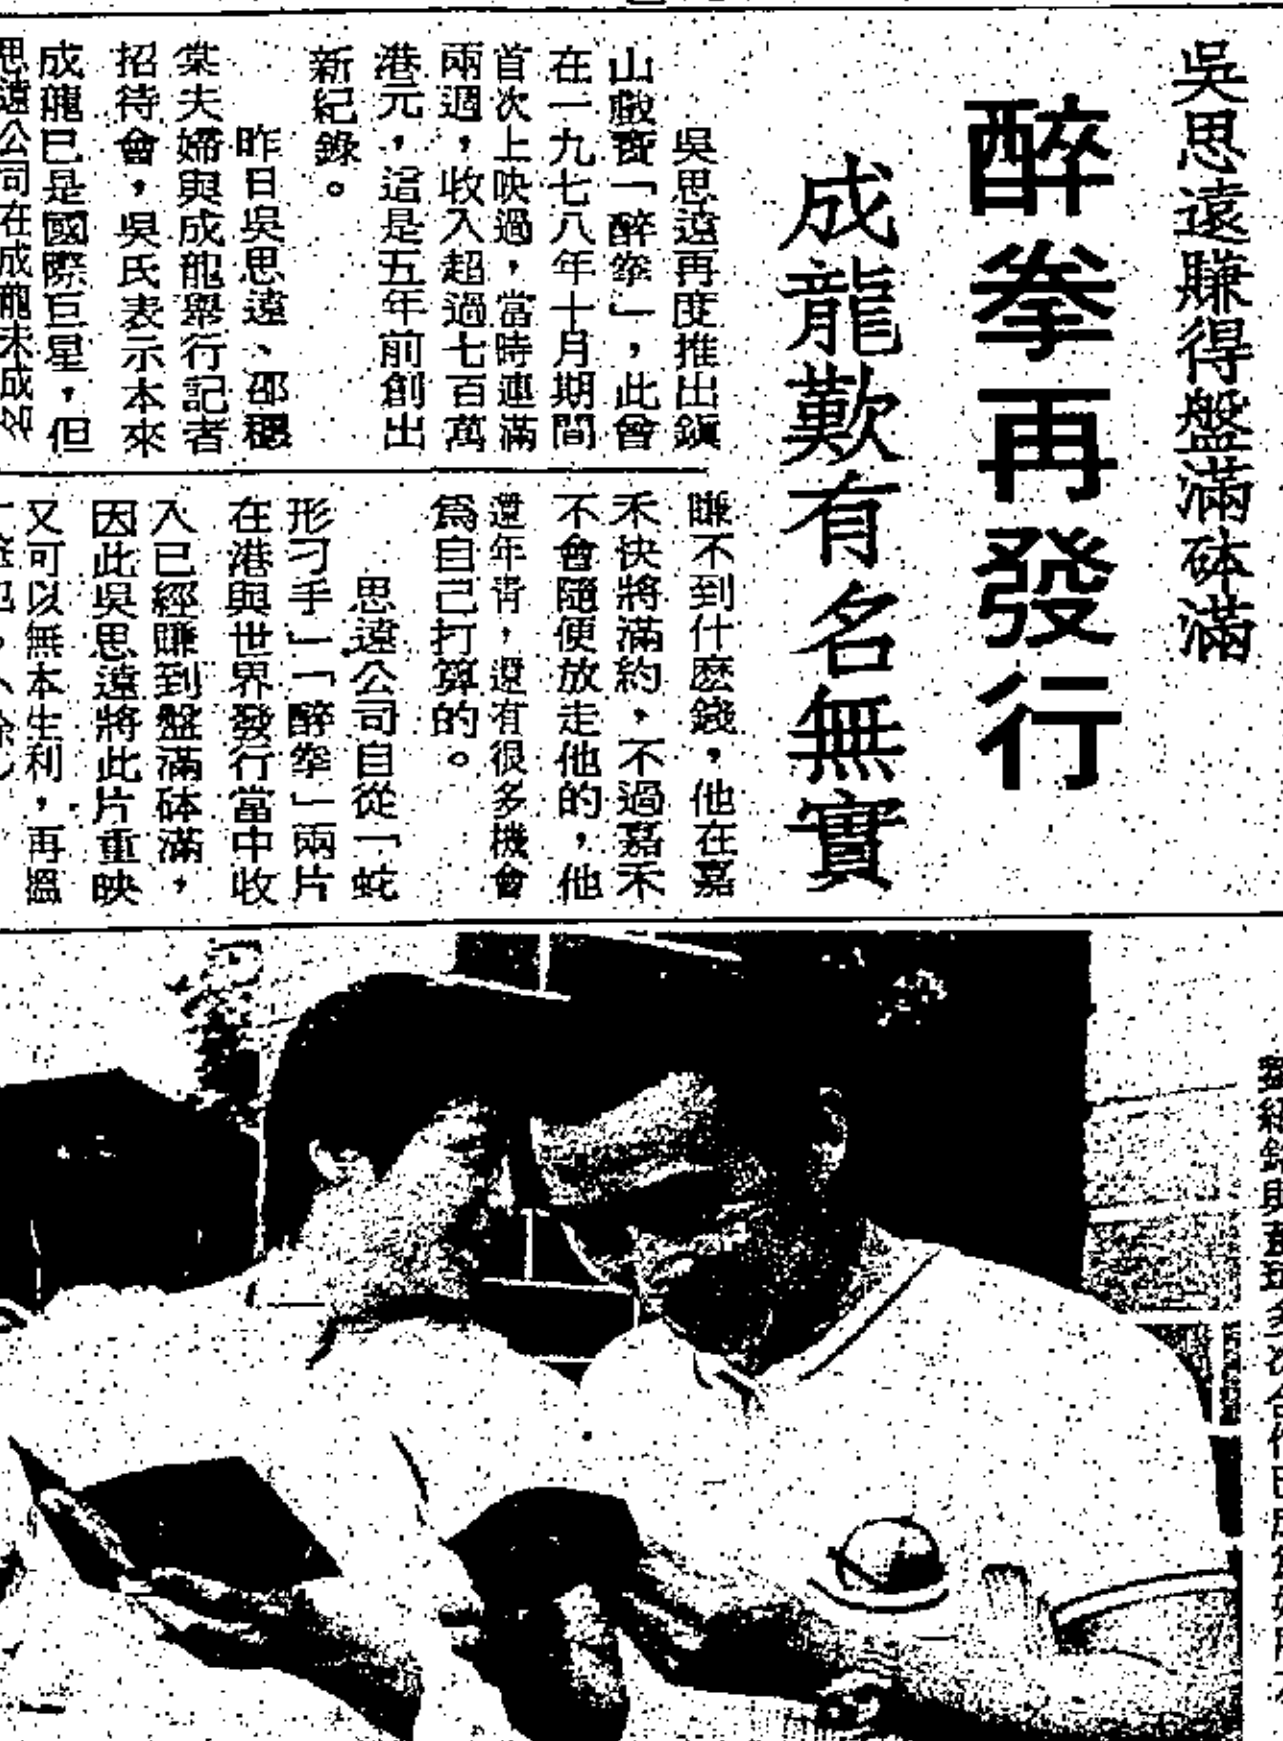 吳思遠賺得盤滿砵滿
醉拳再發行
成龍歎有名無實
吳思遠再度推出鎭
山戲寶「醉拳」，此會
在一九七八年十月期間
首次上映過，當時連滿
兩週，收入超過七百萬
港元，這是五年前創出
新紀錄。
昨日吳思遠、邵
棠夫婦與成龍舉行記者
招待會，吳氏表示本來
成龍已是國際巨星，但
思遠公司在成龍未成
賺不到什麽錢，他在嘉
禾快將滿約，不過嘉禾
不會隨便放走他的，他
還年青，還有很多機會
爲自己打算的。
思遠公司自從「蛇
形刁手」「醉拳」兩片
在港與世界發行當中收
入已經賺到盤滿砵滿，
因此吳思遠將此片重映
又可以無本生利，再搵